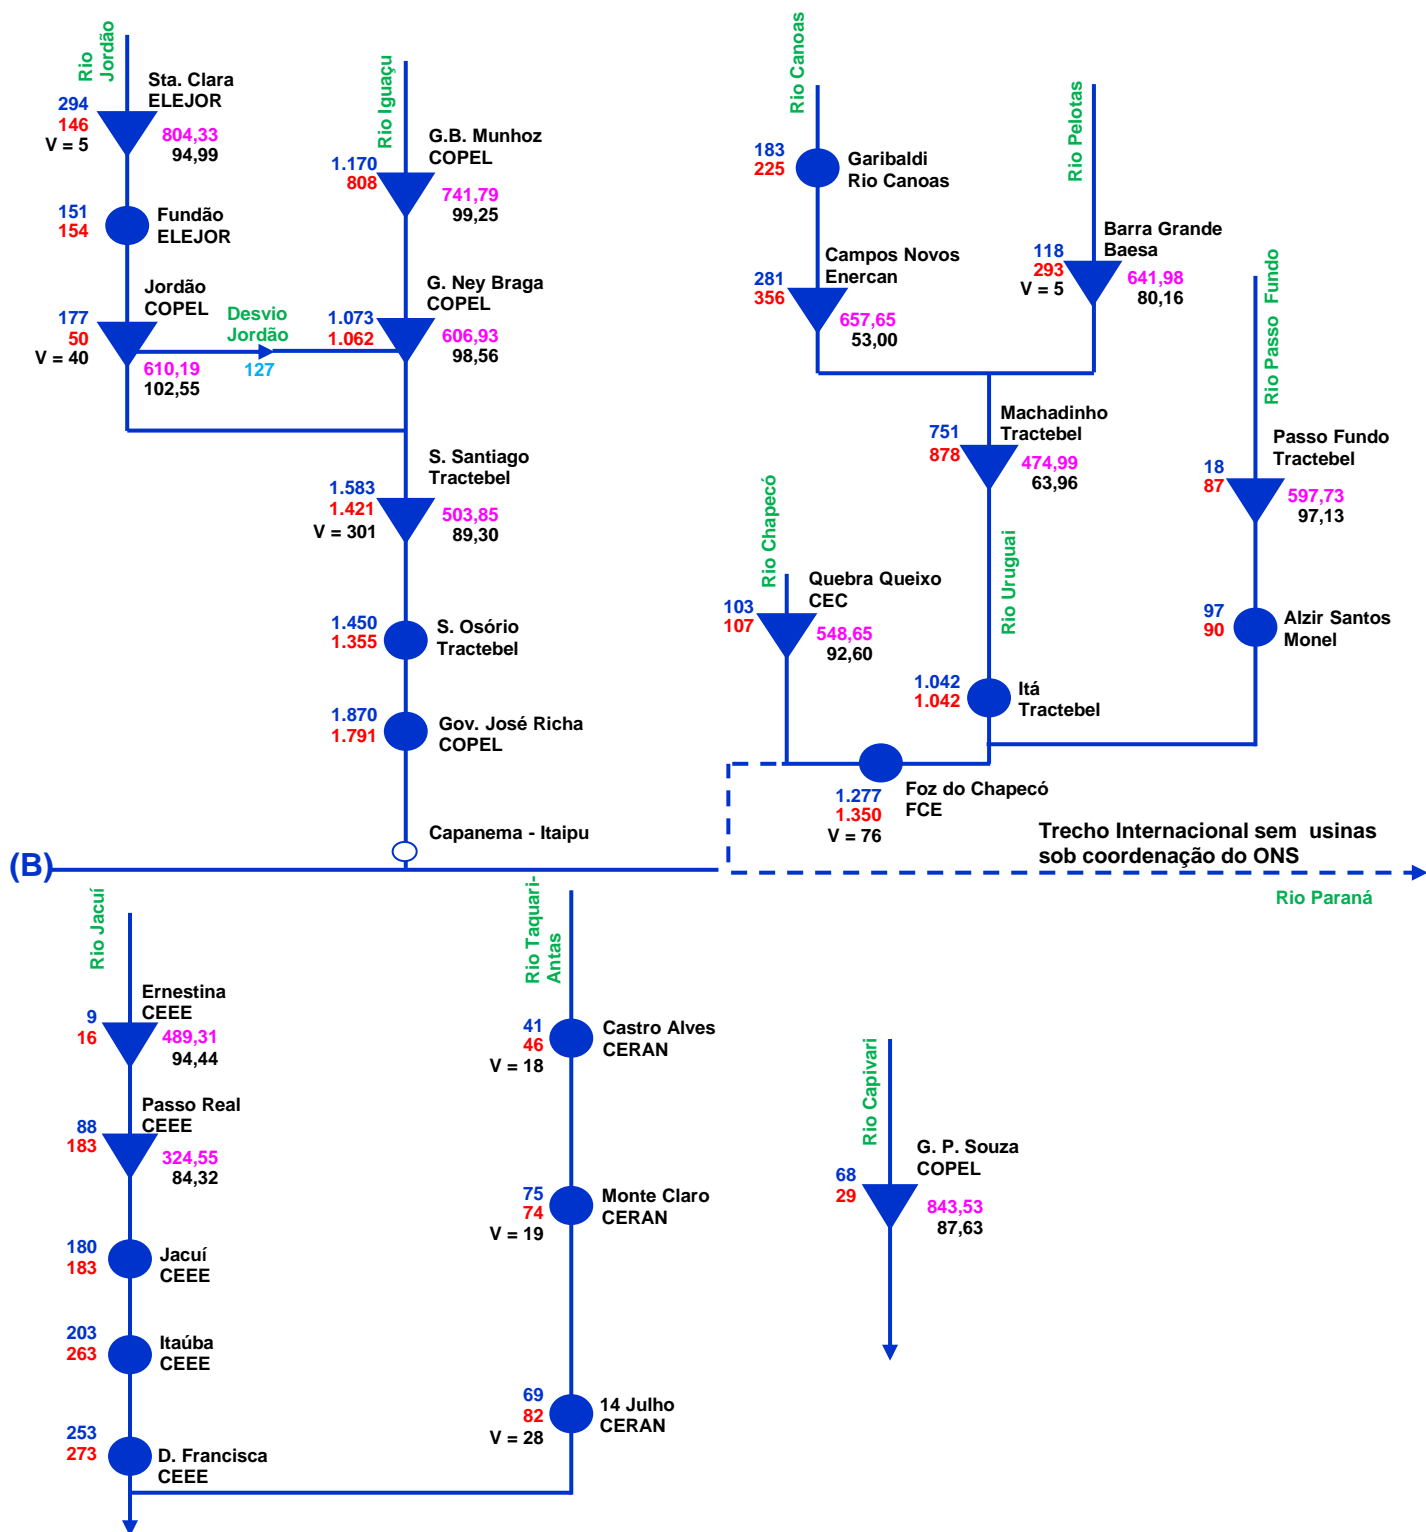 Rio
Jordão
Sta. Clara
ELEJOR
294
146
V = 5
804,33
94,99
151
154
Fundão
ELEJOR
Jordão
COPEL
177
50
V = 40
610,19
102,55
Desvio
Jordão
127
Rio Iguaçu
G.B. Munhoz
COPEL
1.170
808
741,79
99,25
G. Ney Braga
COPEL
1.073
1.062
606,93
98,56
S. Santiago
Tractebel
1.583
1.421
V = 301
503,85
89,30
1.450
1.355
S. Osório
Tractebel
1.870
1.791
Gov. José Richa
COPEL
Capanema - Itaipu
(B)
Rio Canoas
183
225
Garibaldi
Rio Canoas
Campos Novos
Enercan
281
356
657,65
53,00
Rio Pelotas
Barra Grande
Baesa
118
293
V = 5
641,98
80,16
Machadinho
Tractebel
751
878
474,99
63,96
Rio Passo Fundo
Passo Fundo
Tractebel
18
87
597,73
97,13
97
90
Alzir Santos
Monel
Rio Chapecó
Quebra Queixo
CEC
103
107
548,65
92,60
Rio Uruguai
1.042
1.042
Itá
Tractebel
Foz do Chapecó
FCE
1.277
1.350
V = 76
Trecho Internacional sem usinas
sob coordenação do ONS
Rio Paraná
Rio Jacuí
Ernestina
CEEE
9
16
489,31
94,44
Passo Real
CEEE
88
183
324,55
84,32
180
183
Jacuí
CEEE
203
263
Itaúba
CEEE
253
273
D. Francisca
CEEE
Rio Taquari-
Antas
41
46
V = 18
Castro Alves
CERAN
75
74
V = 19
Monte Claro
CERAN
69
82
V = 28
14 Julho
CERAN
Rio Capivari
G. P. Souza
COPEL
68
29
843,53
87,63